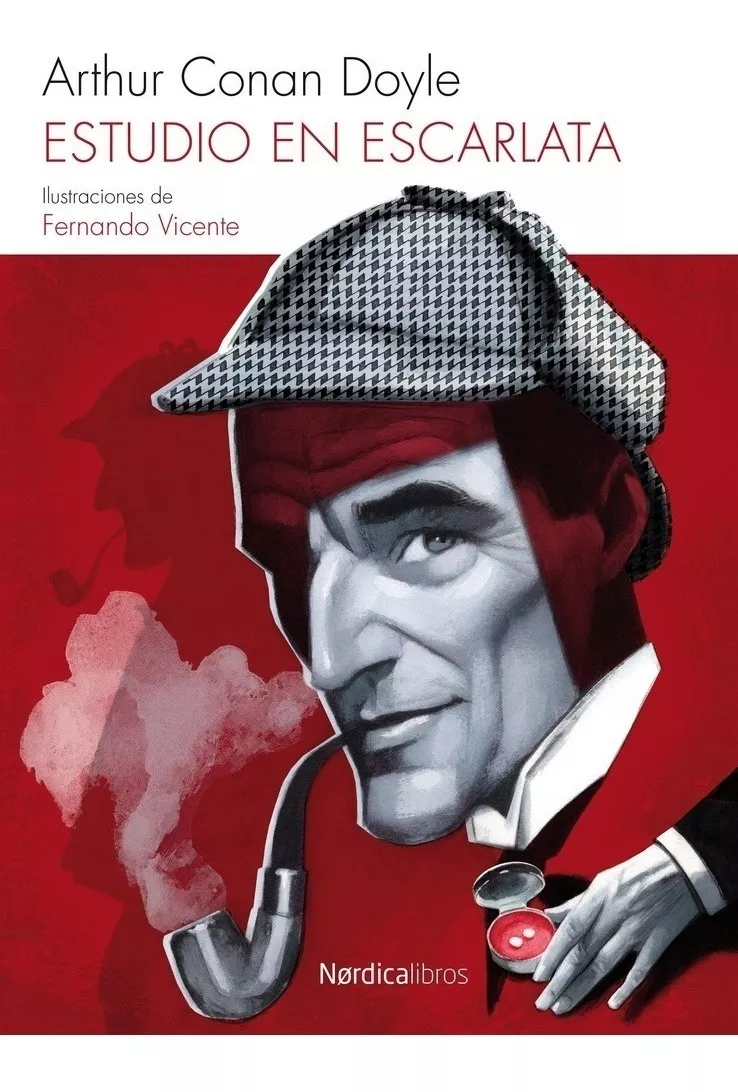 Arthur Conan Doyle
ESTUDIO EN ESCARLATA
Ilustraciones de
Fernando Vicente
Nørdicalibros